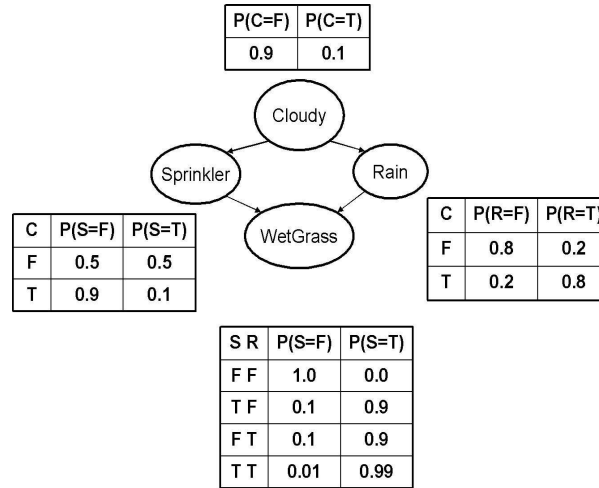 P(C=F) P(C=T)
0.9 0.1
Cloudy
Sprinkler Rain
WetGrass
C P(S=F) P(S=T)
F 0.5 0.5
T 0.9 0.1
C P(R=F) P(R=T)
F 0.8 0.2
T 0.2 0.8
S R P(S=F) P(S=T)
F F 1.0 0.0
T F 0.1 0.9
F T 0.1 0.9
T T 0.01 0.99